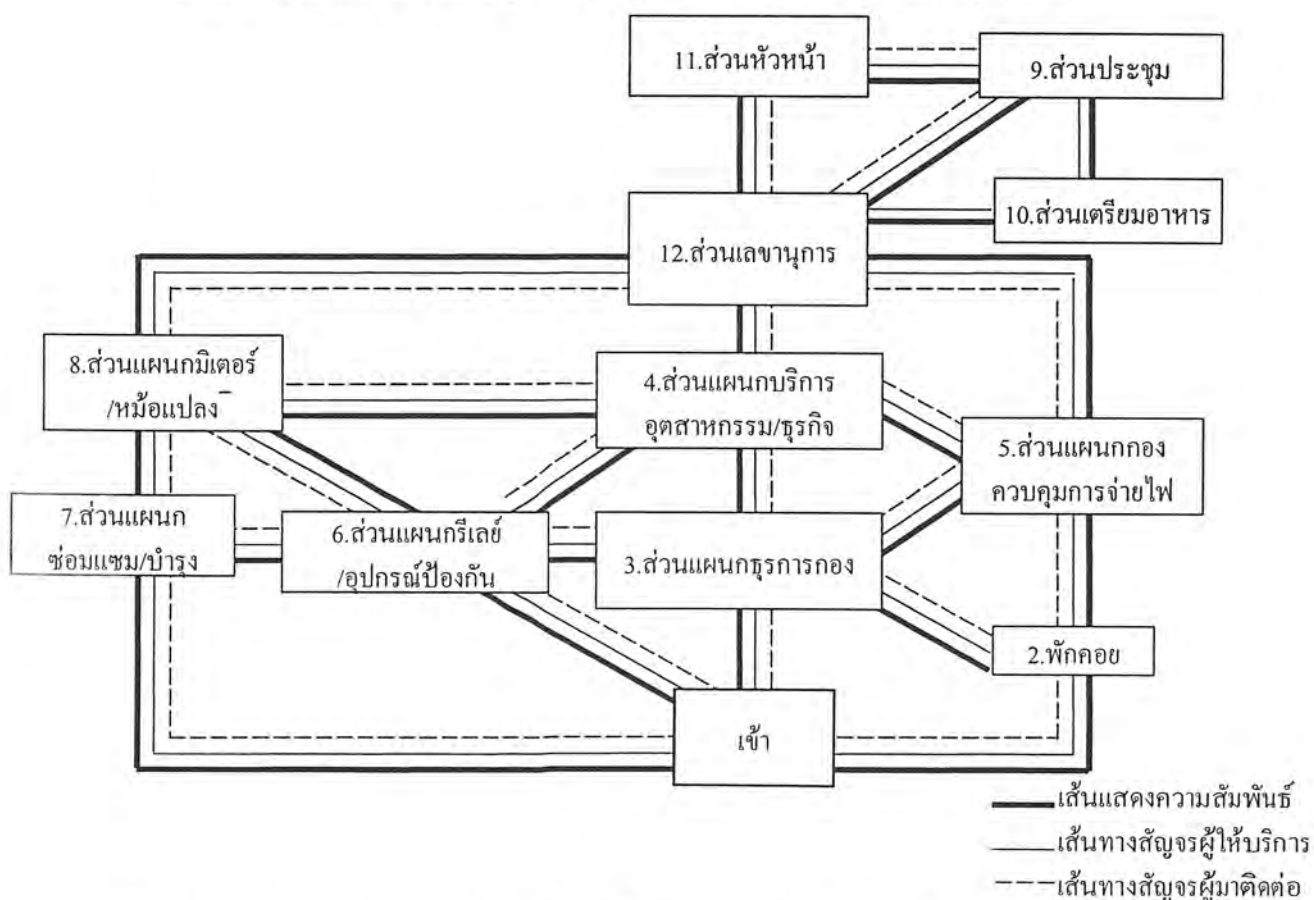 11.ส่วนหัวหน้า
9.ส่วนประชุม
10.ส่วนเตรียมอาหาร
12.ส่วนเลขานุการ
8.ส่วนแผนกมิเตอร์
/หม้อแปลง
4.ส่วนแผนกบริการ
อุตสาหกรรม/ธุรกิจ
5.ส่วนแผนกกอง
ควบคุมการจ่ายไฟ
7.ส่วนแผนก
ซ่อมแซม/บำรุง
6.ส่วนแผนกรีเลย์
/อุปกรณ์ป้องกัน
3.ส่วนแผนกธุรการกอง
2.พักคอย
เข้า
เส้นแสดงความสัมพันธ์
เส้นทางสัญจรผู้ให้บริการ
เส้นทางสัญจรผู้มาติดต่อ